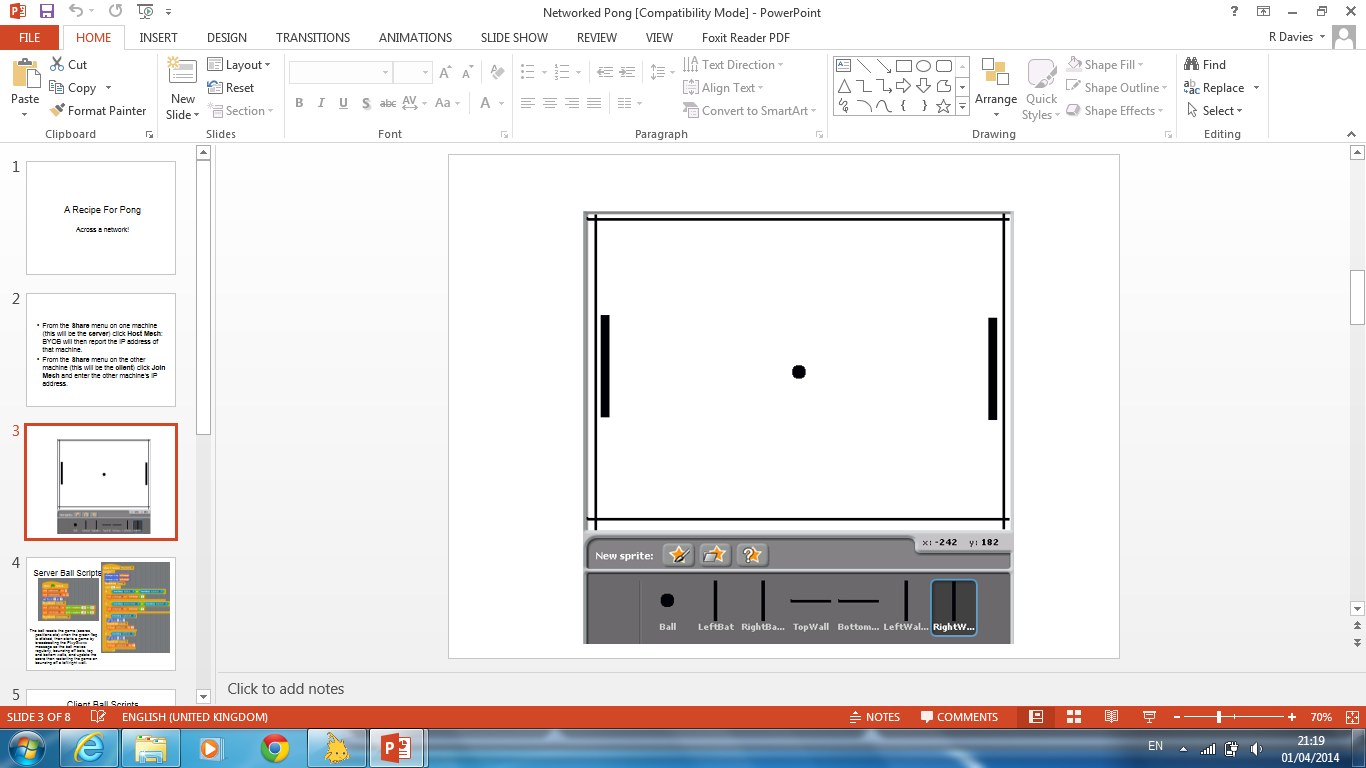 Networked Pong [Compatibility Mode] - PowerPoint
FILE HOME INSERT DESIGN TRANSITIONS ANIMATIONS SLIDE SHOW REVIEW VIEW Foxit Reader PDF R Davies
Paste Cut
Copy
Format Painter
Clipboard
New Slide Layout
Reset
Section
Slides
B I U S abc AV Aa A
Font
Text Direction
Align Text
Convert to SmartArt
Paragraph
Arrange
Quick Styles
Shape Fill
Shape Outline
Shape Effects
Drawing
Find
Replace
Select
Editing
1
A Recipe For Pong
Across a network!
2
• From the Share menu on one machine
(this will be the server) click Host Mesh:
BYOB will then report the IP address of
that machine.
• From the Share menu on the other
machine (this will be the client) click Join
Mesh and enter the other machine's IP
address.
3
4
Server Ball Scripts
5
Client Ball Scripts
x: -242 y: 182
New sprite:
Ball LeftBat RightBa... TopWall Bottom... LeftWal... RightW...
Click to add notes
SLIDE 3 OF 8 ENGLISH (UNITED KINGDOM) NOTES COMMENTS 70%
EN 21:19
01/04/2014